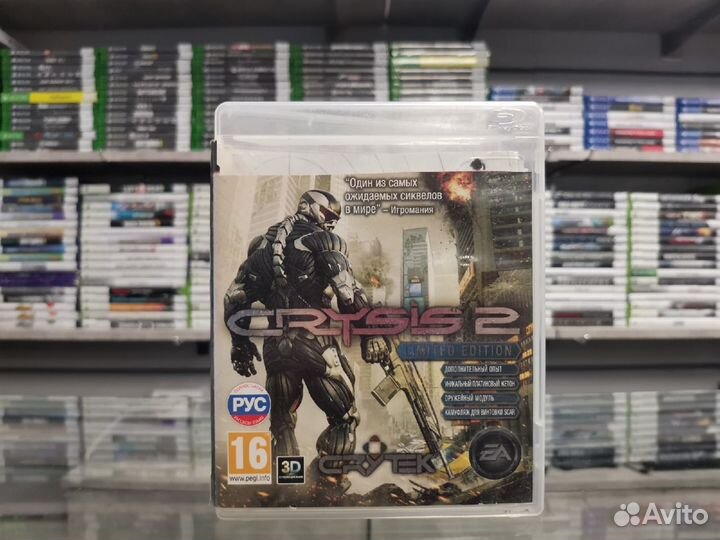 "Один из самых
ожидаемых сиквелов
в мире" – Игромания
CRYSIS 2
LIMITED EDITION
ДОПОЛНИТЕЛЬНЫЙ ОПЫТ
УНИКАЛЬНЫЙ ПЛАТИНОВЫЙ ЖЕТОН
ОРУЖЕЙНЫЙ МОДУЛЬ
КАМУФЛЯЖ ДЛЯ ВИНТОВКИ SCAR
РУС
16
www.pegi.info
3D
CRYTEK
EA
Avito